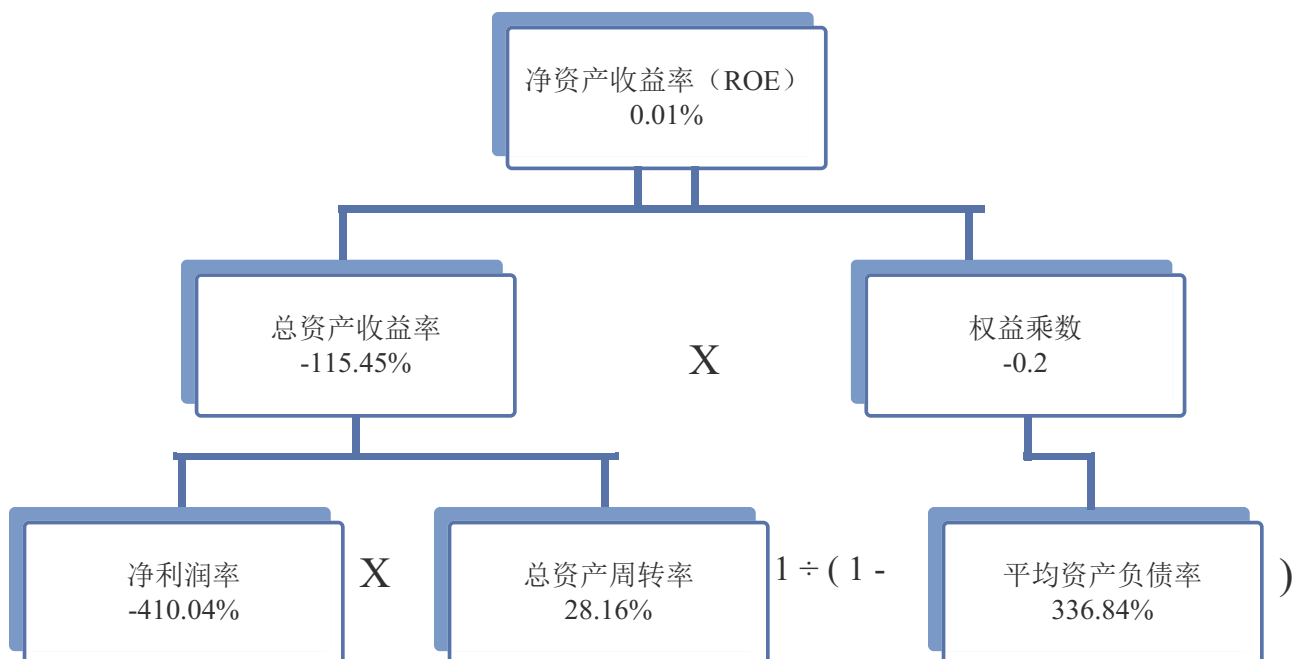 净资产收益率（ROE）
0.01%
总资产收益率
-115.45%
X
权益乘数
-0.2
净利润率
-410.04%
X
总资产周转率
28.16%
1 ÷ ( 1 -
平均资产负债率
336.84%
)